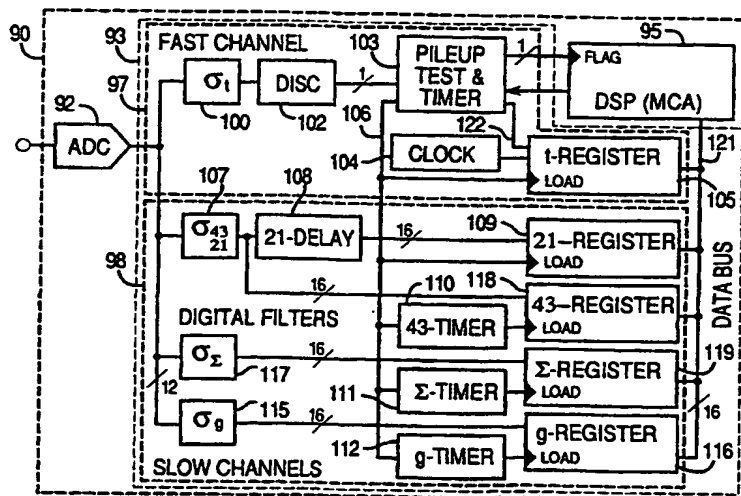 90
93
97
92
ADC
FAST CHANNEL
σt
100
DISC
102
1
103
PILEUP
TEST &
TIMER
1
95
FLAG
DSP (MCA)
106
122
104
CLOCK
t-REGISTER
LOAD
121
105
107
σ43
21
108
21-DELAY
16
109
21-REGISTER
LOAD
98
16
110
43-TIMER
118
43-REGISTER
LOAD
DIGITAL FILTERS
σΣ
117
16
111
Σ-TIMER
Σ-REGISTER
LOAD
119
12
σg
115
16
112
g-TIMER
g-REGISTER
LOAD
116
16
DATA BUS
SLOW CHANNELS